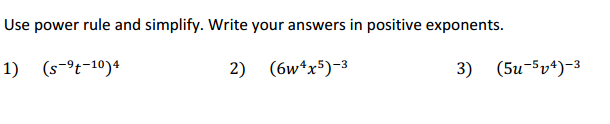 Use power rule and simplify. Write your answers in positive exponents.
1) (s⁻⁹t⁻¹⁰)⁴ 2) (6w⁴x⁵)⁻³ 3) (5u⁻⁵v⁴)⁻³